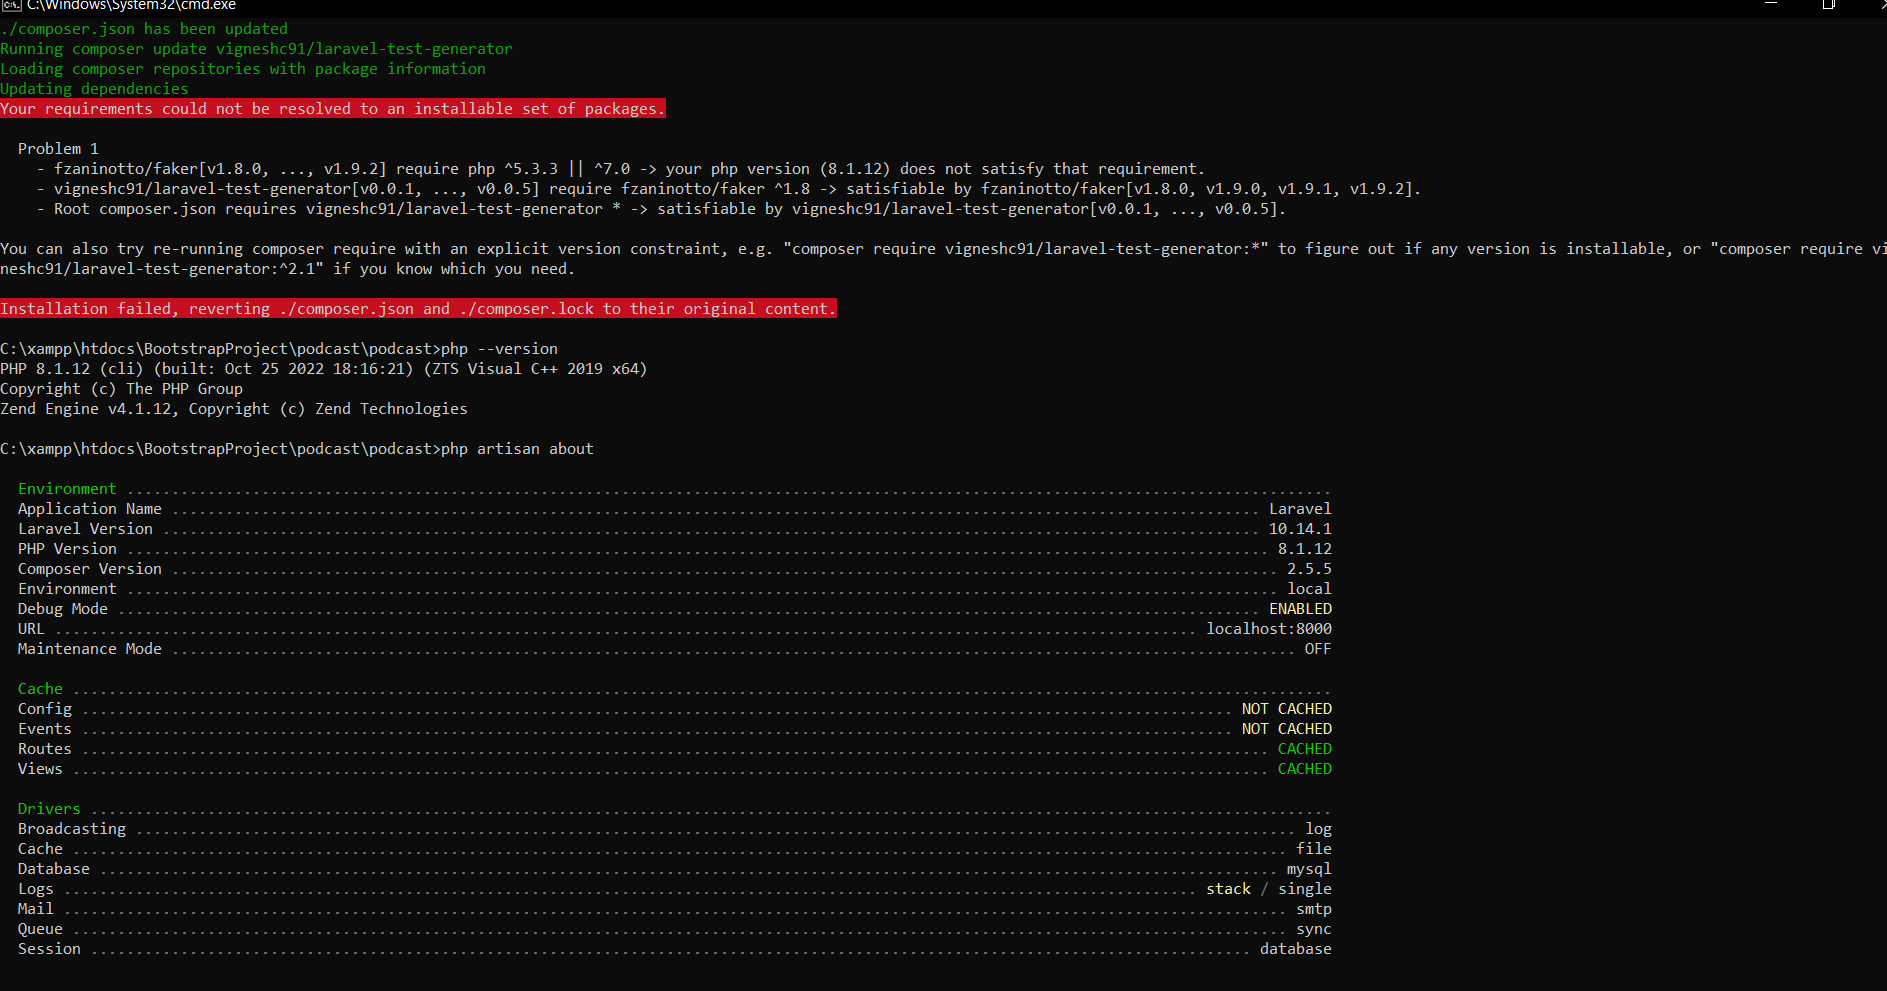 C:\Windows\System32\cmd.exe
./composer.json has been updated
Running composer update vigneshc91/laravel-test-generator
Loading composer repositories with package information
Updating dependencies
Your requirements could not be resolved to an installable set of packages.
Problem 1
- fzaninotto/faker[v1.8.0, ..., v1.9.2] require php ^5.3.3 || ^7.0 -> your php version (8.1.12) does not satisfy that requirement.
- vigneshc91/laravel-test-generator[v0.0.1, ..., v0.0.5] require fzaninotto/faker ^1.8 -> satisfiable by fzaninotto/faker[v1.8.0, v1.9.0, v1.9.1, v1.9.2].
- Root composer.json requires vigneshc91/laravel-test-generator * -> satisfiable by vigneshc91/laravel-test-generator[v0.0.1, ..., v0.0.5].
You can also try re-running composer require with an explicit version constraint, e.g. "composer require vigneshc91/laravel-test-generator:*" to figure out if any version is installable, or "composer require vi
neshc91/laravel-test-generator:^2.1" if you know which you need.
Installation failed, reverting ./composer.json and ./composer.lock to their original content.
C:\xampp\htdocs\BootstrapProject\podcast\podcast>php --version
PHP 8.1.12 (cli) (built: Oct 25 2022 18:16:21) (ZTS Visual C++ 2019 x64)
Copyright (c) The PHP Group
Zend Engine v4.1.12, Copyright (c) Zend Technologies
C:\xampp\htdocs\BootstrapProject\podcast\podcast>php artisan about
Environment
Application Name Laravel
Laravel Version 10.14.1
PHP Version 8.1.12
Composer Version 2.5.5
Environment local
Debug Mode ENABLED
URL localhost:8000
Maintenance Mode OFF
Cache
Config NOT CACHED
Events NOT CACHED
Routes CACHED
Views CACHED
Drivers
Broadcasting log
Cache file
Database mysql
Logs stack / single
Mail smtp
Queue sync
Session database